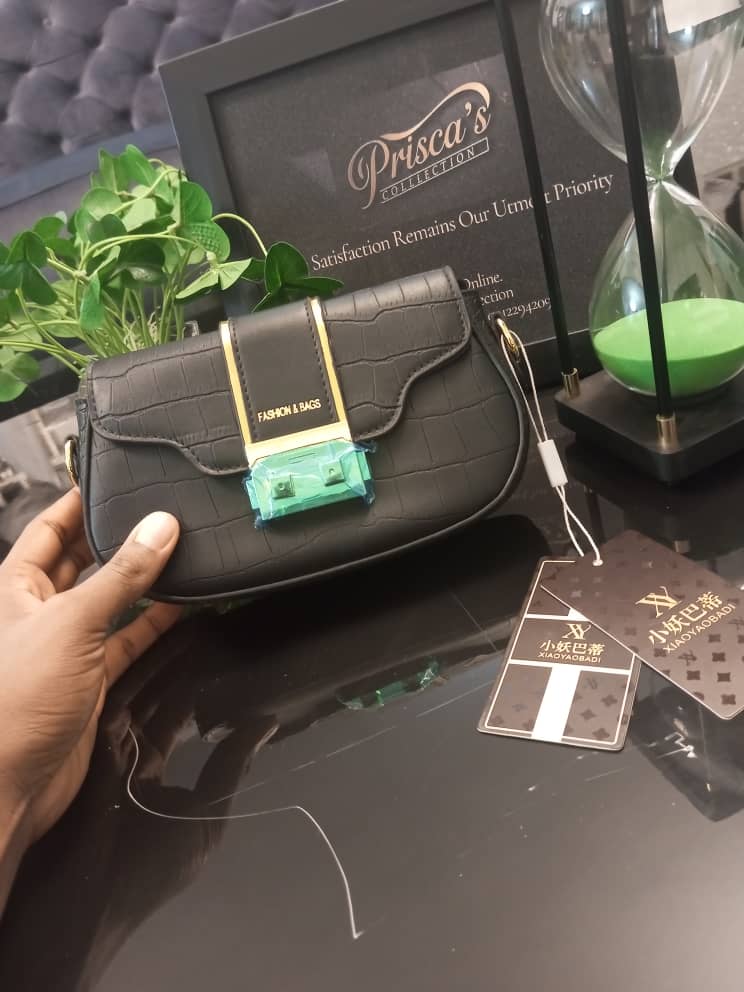 Prisca's
COLLECTION
Satisfaction Remains Our Utmost Priority
Online.
FASHION & BAGS
小妖巴蒂
XIAOYAOBADI
小妖巴蒂
XIAOYAOBADI